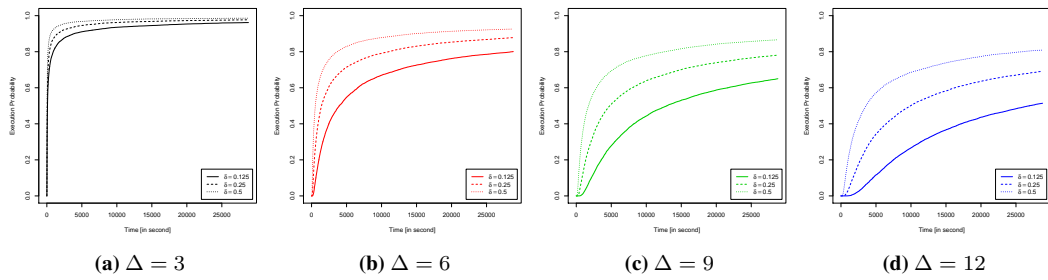 Execution Probability
0.0 0.2 0.4 0.6 0.8 1.0
0 5000 10000 15000 20000 25000
Time [in second]
δ = 0.125
δ = 0.25
δ = 0.5
(a) Δ = 3
Execution Probability
0.0 0.2 0.4 0.6 0.8 1.0
0 5000 10000 15000 20000 25000
Time [in second]
δ = 0.125
δ = 0.25
δ = 0.5
(b) Δ = 6
Execution Probability
0.0 0.2 0.4 0.6 0.8 1.0
0 5000 10000 15000 20000 25000
Time [in second]
δ = 0.125
δ = 0.25
δ = 0.5
(c) Δ = 9
Execution Probability
0.0 0.2 0.4 0.6 0.8 1.0
0 5000 10000 15000 20000 25000
Time [in second]
δ = 0.125
δ = 0.25
δ = 0.5
(d) Δ = 12